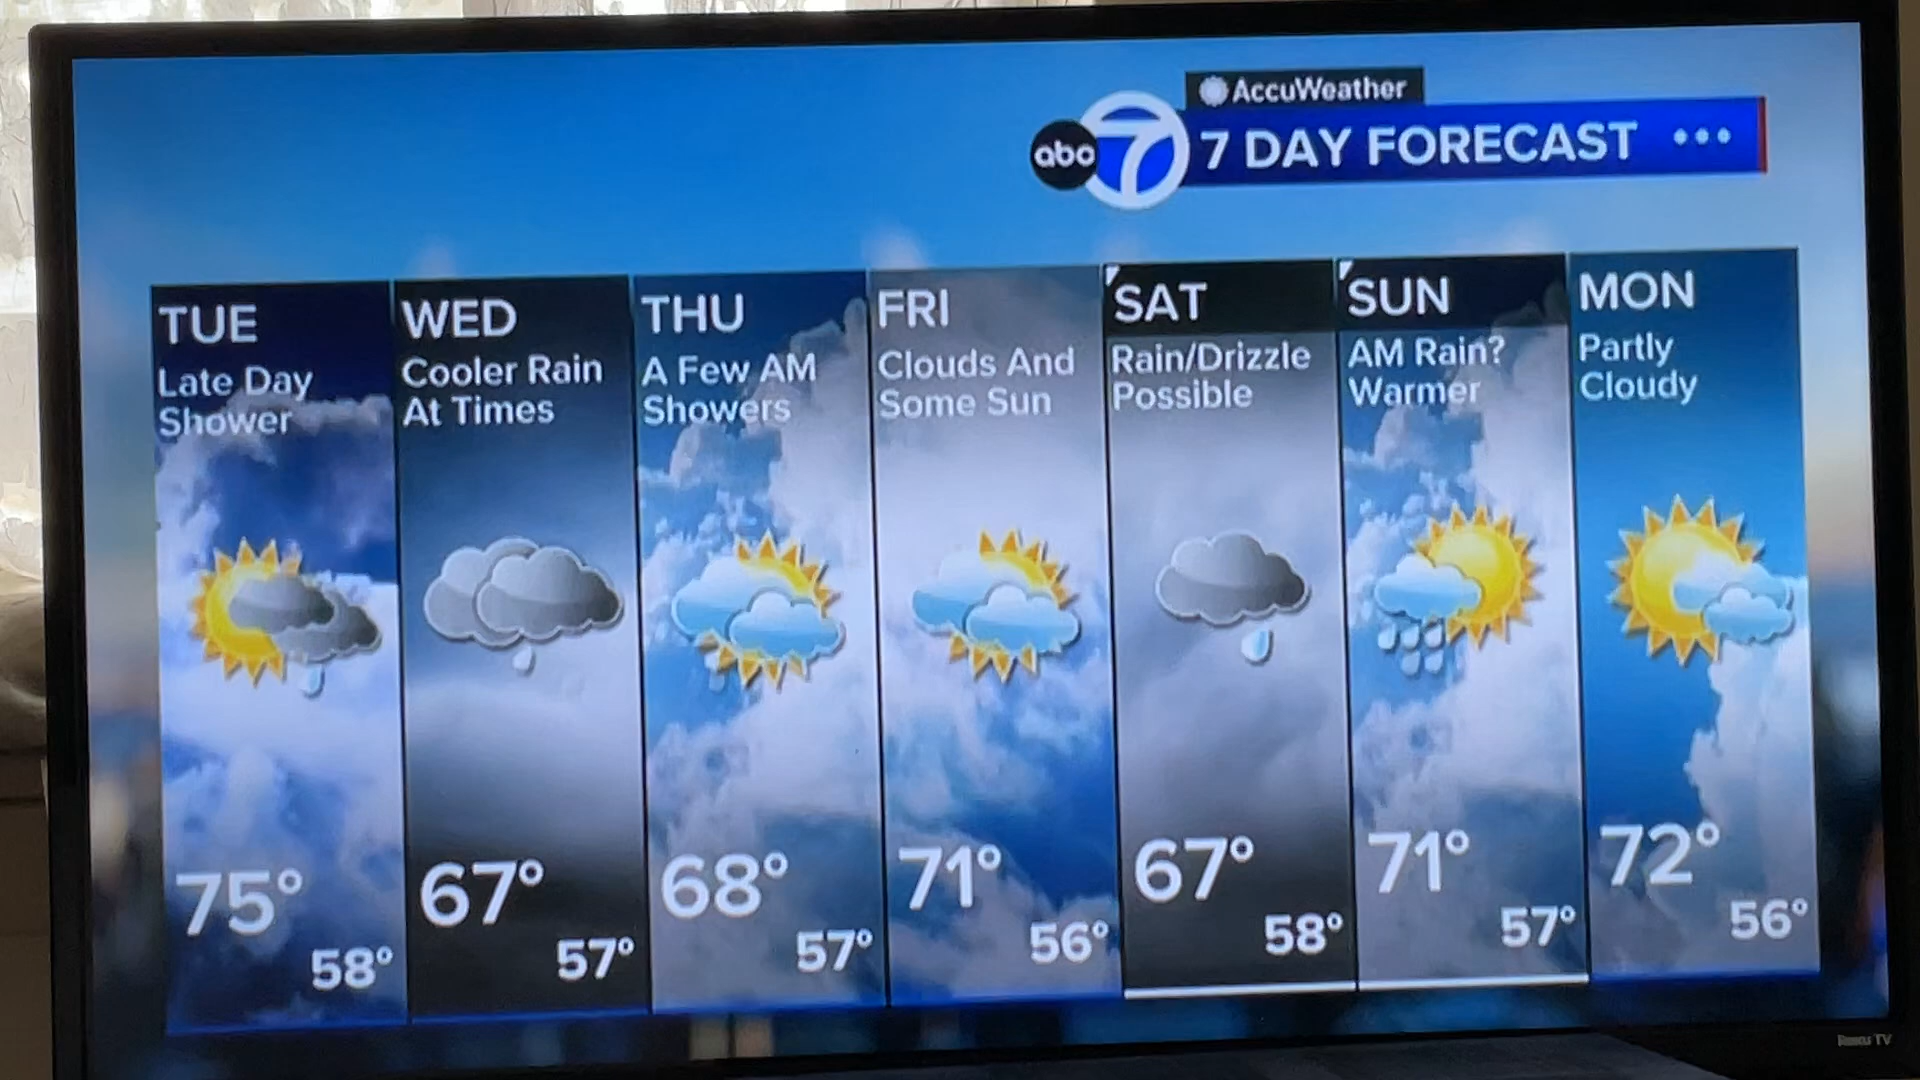 AccuWeather
abc 7 7 DAY FORECAST
TUE
Late Day
Shower
75°
58°
WED
Cooler Rain
At Times
67°
57°
THU
A Few AM
Showers
68°
57°
FRI
Clouds And
Some Sun
71°
56°
SAT
Rain/Drizzle
Possible
67°
58°
SUN
AM Rain?
Warmer
71°
57°
MON
Partly
Cloudy
72°
56°
Roku TV